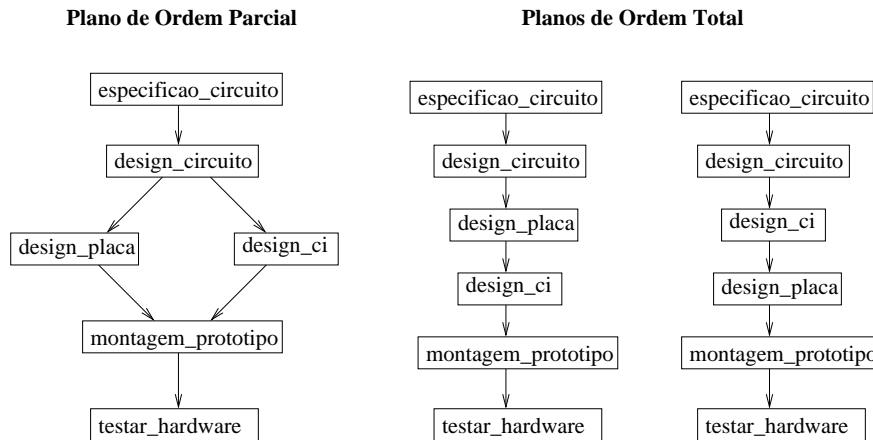 Plano de Ordem Parcial
especificao_circuito
design_circuito
design_placa
design_ci
montagem_prototipo
testar_hardware
Planos de Ordem Total
especificao_circuito
design_circuito
design_placa
design_ci
montagem_prototipo
testar_hardware
especificao_circuito
design_circuito
design_ci
design_placa
montagem_prototipo
testar_hardware